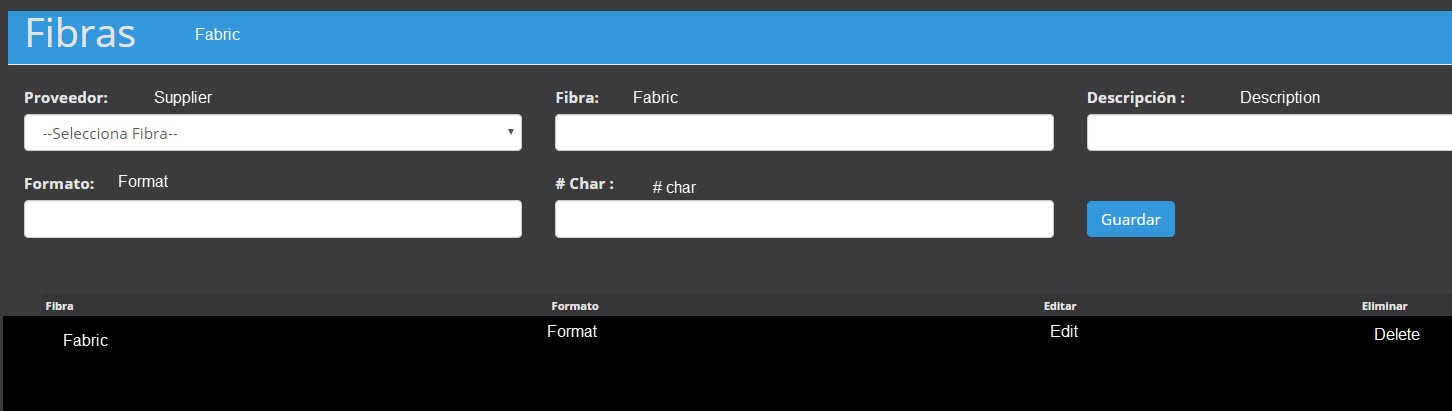 Fibras Fabric
Proveedor: Supplier Fibra: Fabric Descripción : Description
--Selecciona Fibra--
Formato: Format # Char : # char
Guardar
Fibra Formato Editar Eliminar
Fabric Format Edit Delete